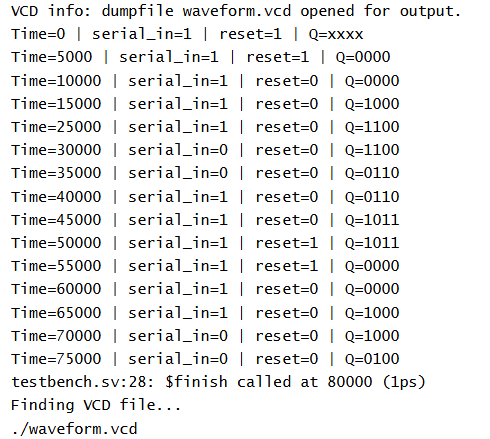 VCD info: dumpfile waveform.vcd opened for output.
Time=0 | serial_in=1 | reset=1 | Q=xxxx
Time=5000 | serial_in=1 | reset=1 | Q=0000
Time=10000 | serial_in=1 | reset=0 | Q=0000
Time=15000 | serial_in=1 | reset=0 | Q=1000
Time=25000 | serial_in=1 | reset=0 | Q=1100
Time=30000 | serial_in=0 | reset=0 | Q=1100
Time=35000 | serial_in=0 | reset=0 | Q=0110
Time=40000 | serial_in=1 | reset=0 | Q=0110
Time=45000 | serial_in=1 | reset=0 | Q=1011
Time=50000 | serial_in=1 | reset=1 | Q=1011
Time=55000 | serial_in=1 | reset=1 | Q=0000
Time=60000 | serial_in=1 | reset=0 | Q=0000
Time=65000 | serial_in=1 | reset=0 | Q=1000
Time=70000 | serial_in=0 | reset=0 | Q=1000
Time=75000 | serial_in=0 | reset=0 | Q=0100
testbench.sv:28: $finish called at 80000 (1ps)
Finding VCD file...
./waveform.vcd